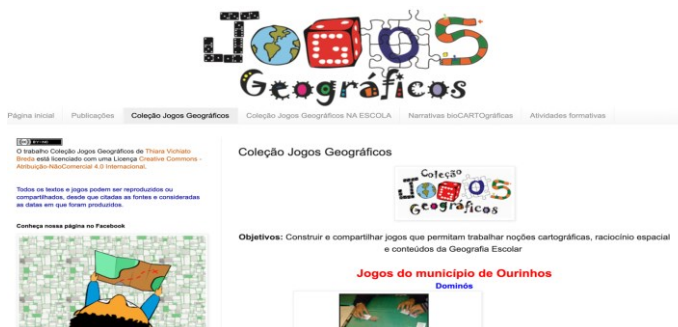 JOGOS
Geográficos
Página inicial
Publicações
Coleção Jogos Geográficos
Coleção Jogos Geográficos NA ESCOLA
Narrativas bioCARTOgráficas
Atividades formativas
BY-NC
O trabalho Coleção Jogos Geográficos de Thiara Vichiato
Breda está licenciado com uma Licença Creative Commons -
Atribuição-NãoComercial 4.0 Internacional.
Todos os textos e jogos podem ser reproduzidos ou
compartilhados, desde que citadas as fontes e consideradas
as datas em que foram produzidos.
Conheça nossa página no Facebook
Coleção Jogos Geográficos
Coleção
JOGOS
Geográficos
Objetivos: Construir e compartilhar jogos que permitam trabalhar noções cartográficas, raciocínio espacial
e conteúdos da Geografia Escolar
Jogos do município de Ourinhos
Dominós